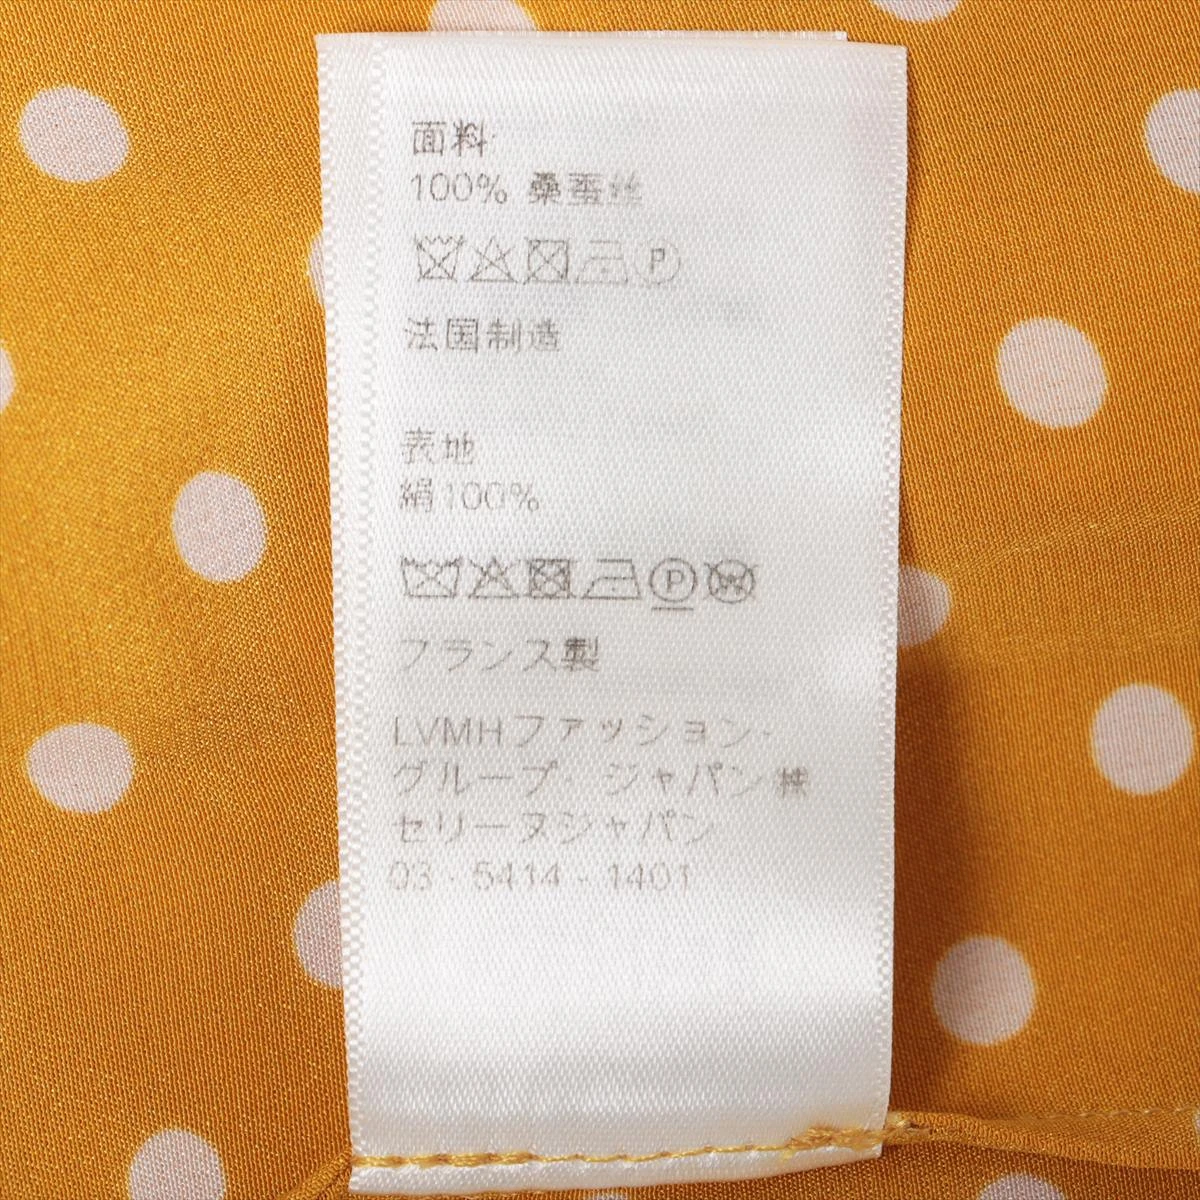 面料:
100% 桑蚕丝
P
法国制造
表地
絹100%
P W
フランス製
LVMHファッション・
グループ・ジャパン㈱
セリーヌジャパン
03 - 5414 - 1401